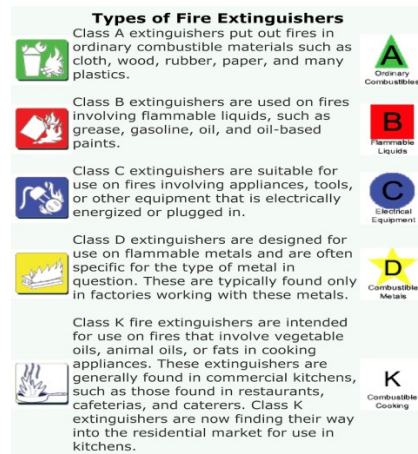 Types of Fire Extinguishers
Class A extinguishers put out fires in
ordinary combustible materials such as
cloth, wood, rubber, paper, and many
plastics.
A
Ordinary
Combustibles
Class B extinguishers are used on fires
involving flammable liquids, such as
grease, gasoline, oil, and oil-based
paints.
B
Flammable
Liquids
Class C extinguishers are suitable for
use on fires involving appliances, tools,
or other equipment that is electrically
energized or plugged in.
C
Electrical
Equipment
Class D extinguishers are designed for
use on flammable metals and are often
specific for the type of metal in
question. These are typically found only
in factories working with these metals.
D
Combustible
Metals
Class K fire extinguishers are intended
for use on fires that involve vegetable
oils, animal oils, or fats in cooking
appliances. These extinguishers are
generally found in commercial kitchens,
such as those found in restaurants,
cafeterias, and caterers. Class K
extinguishers are now finding their way
into the residential market for use in
kitchens.
K
Combustible
Cooking